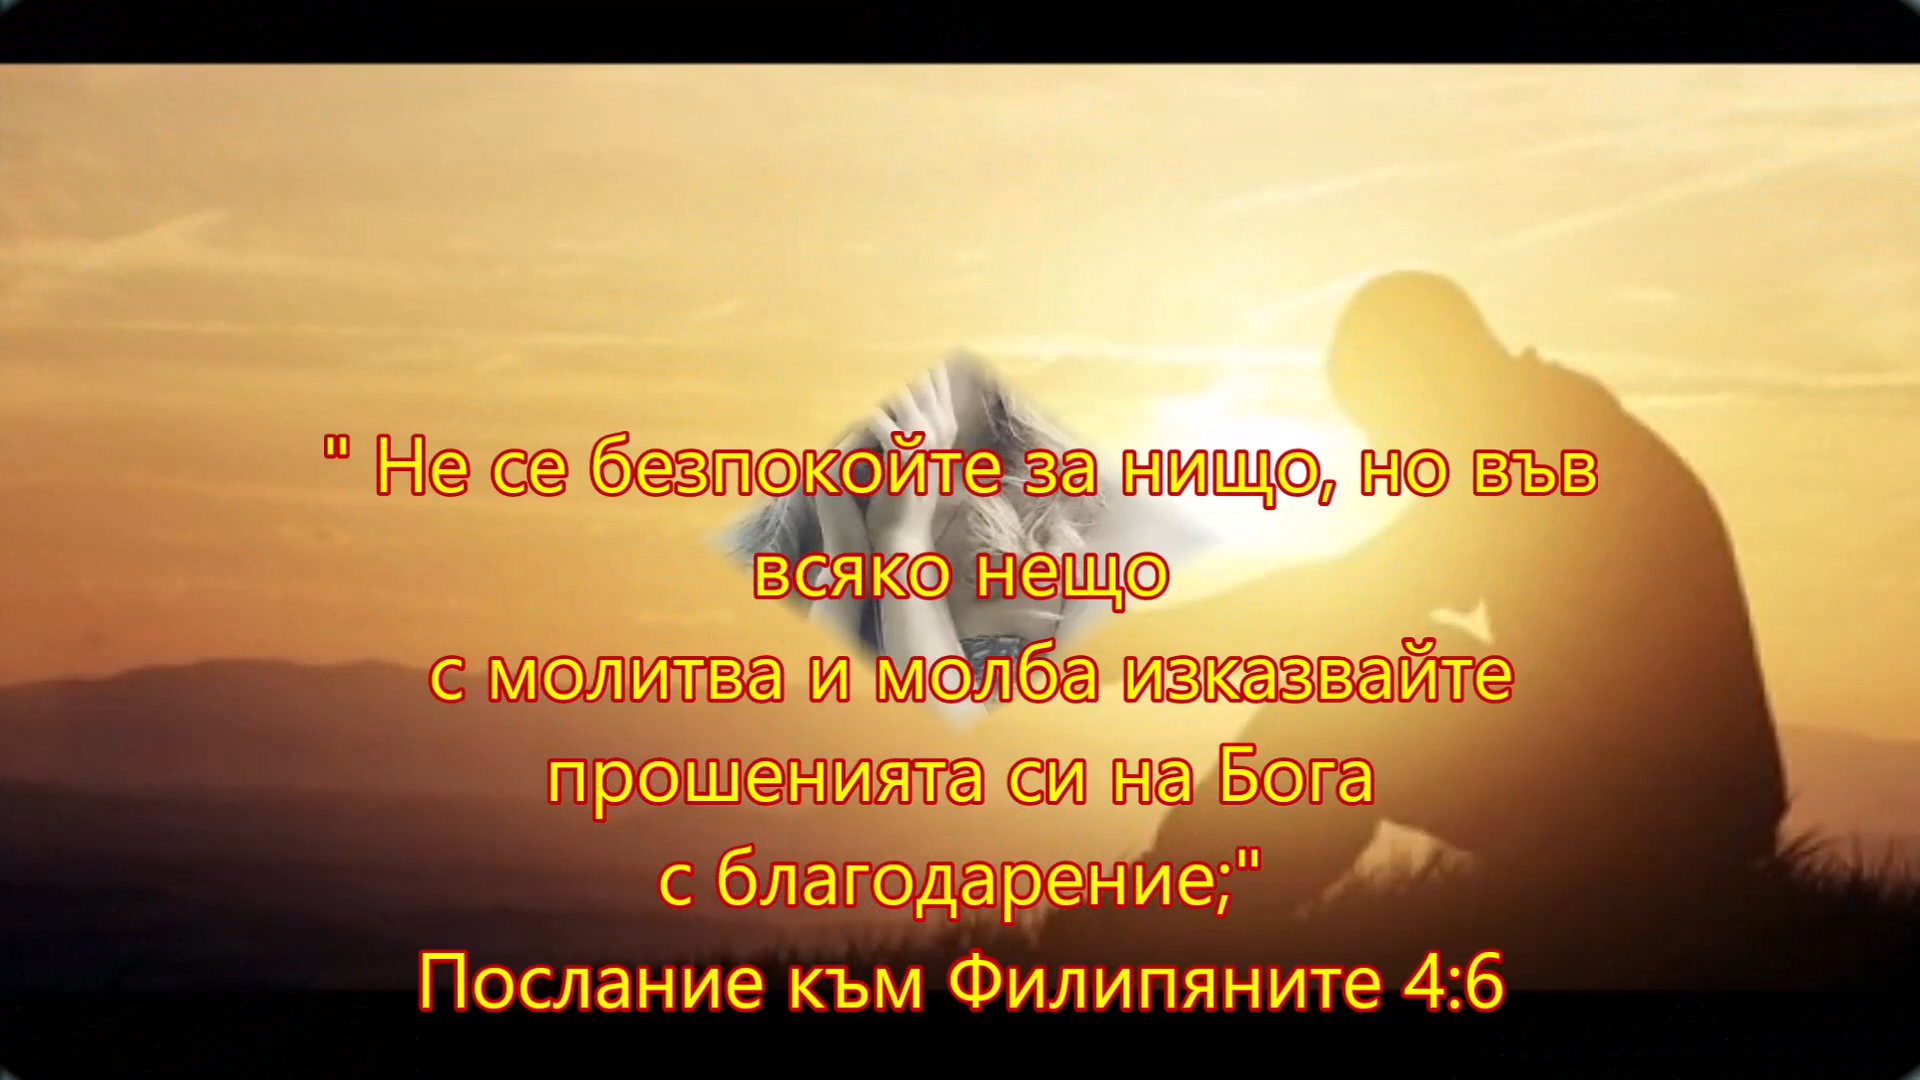 " Не се безпокойте за нищо, но във
всяко нещо
с молитва и молба изказвайте
прошенията си на Бога
с благодарение;"
Послание към Филипяните 4:6